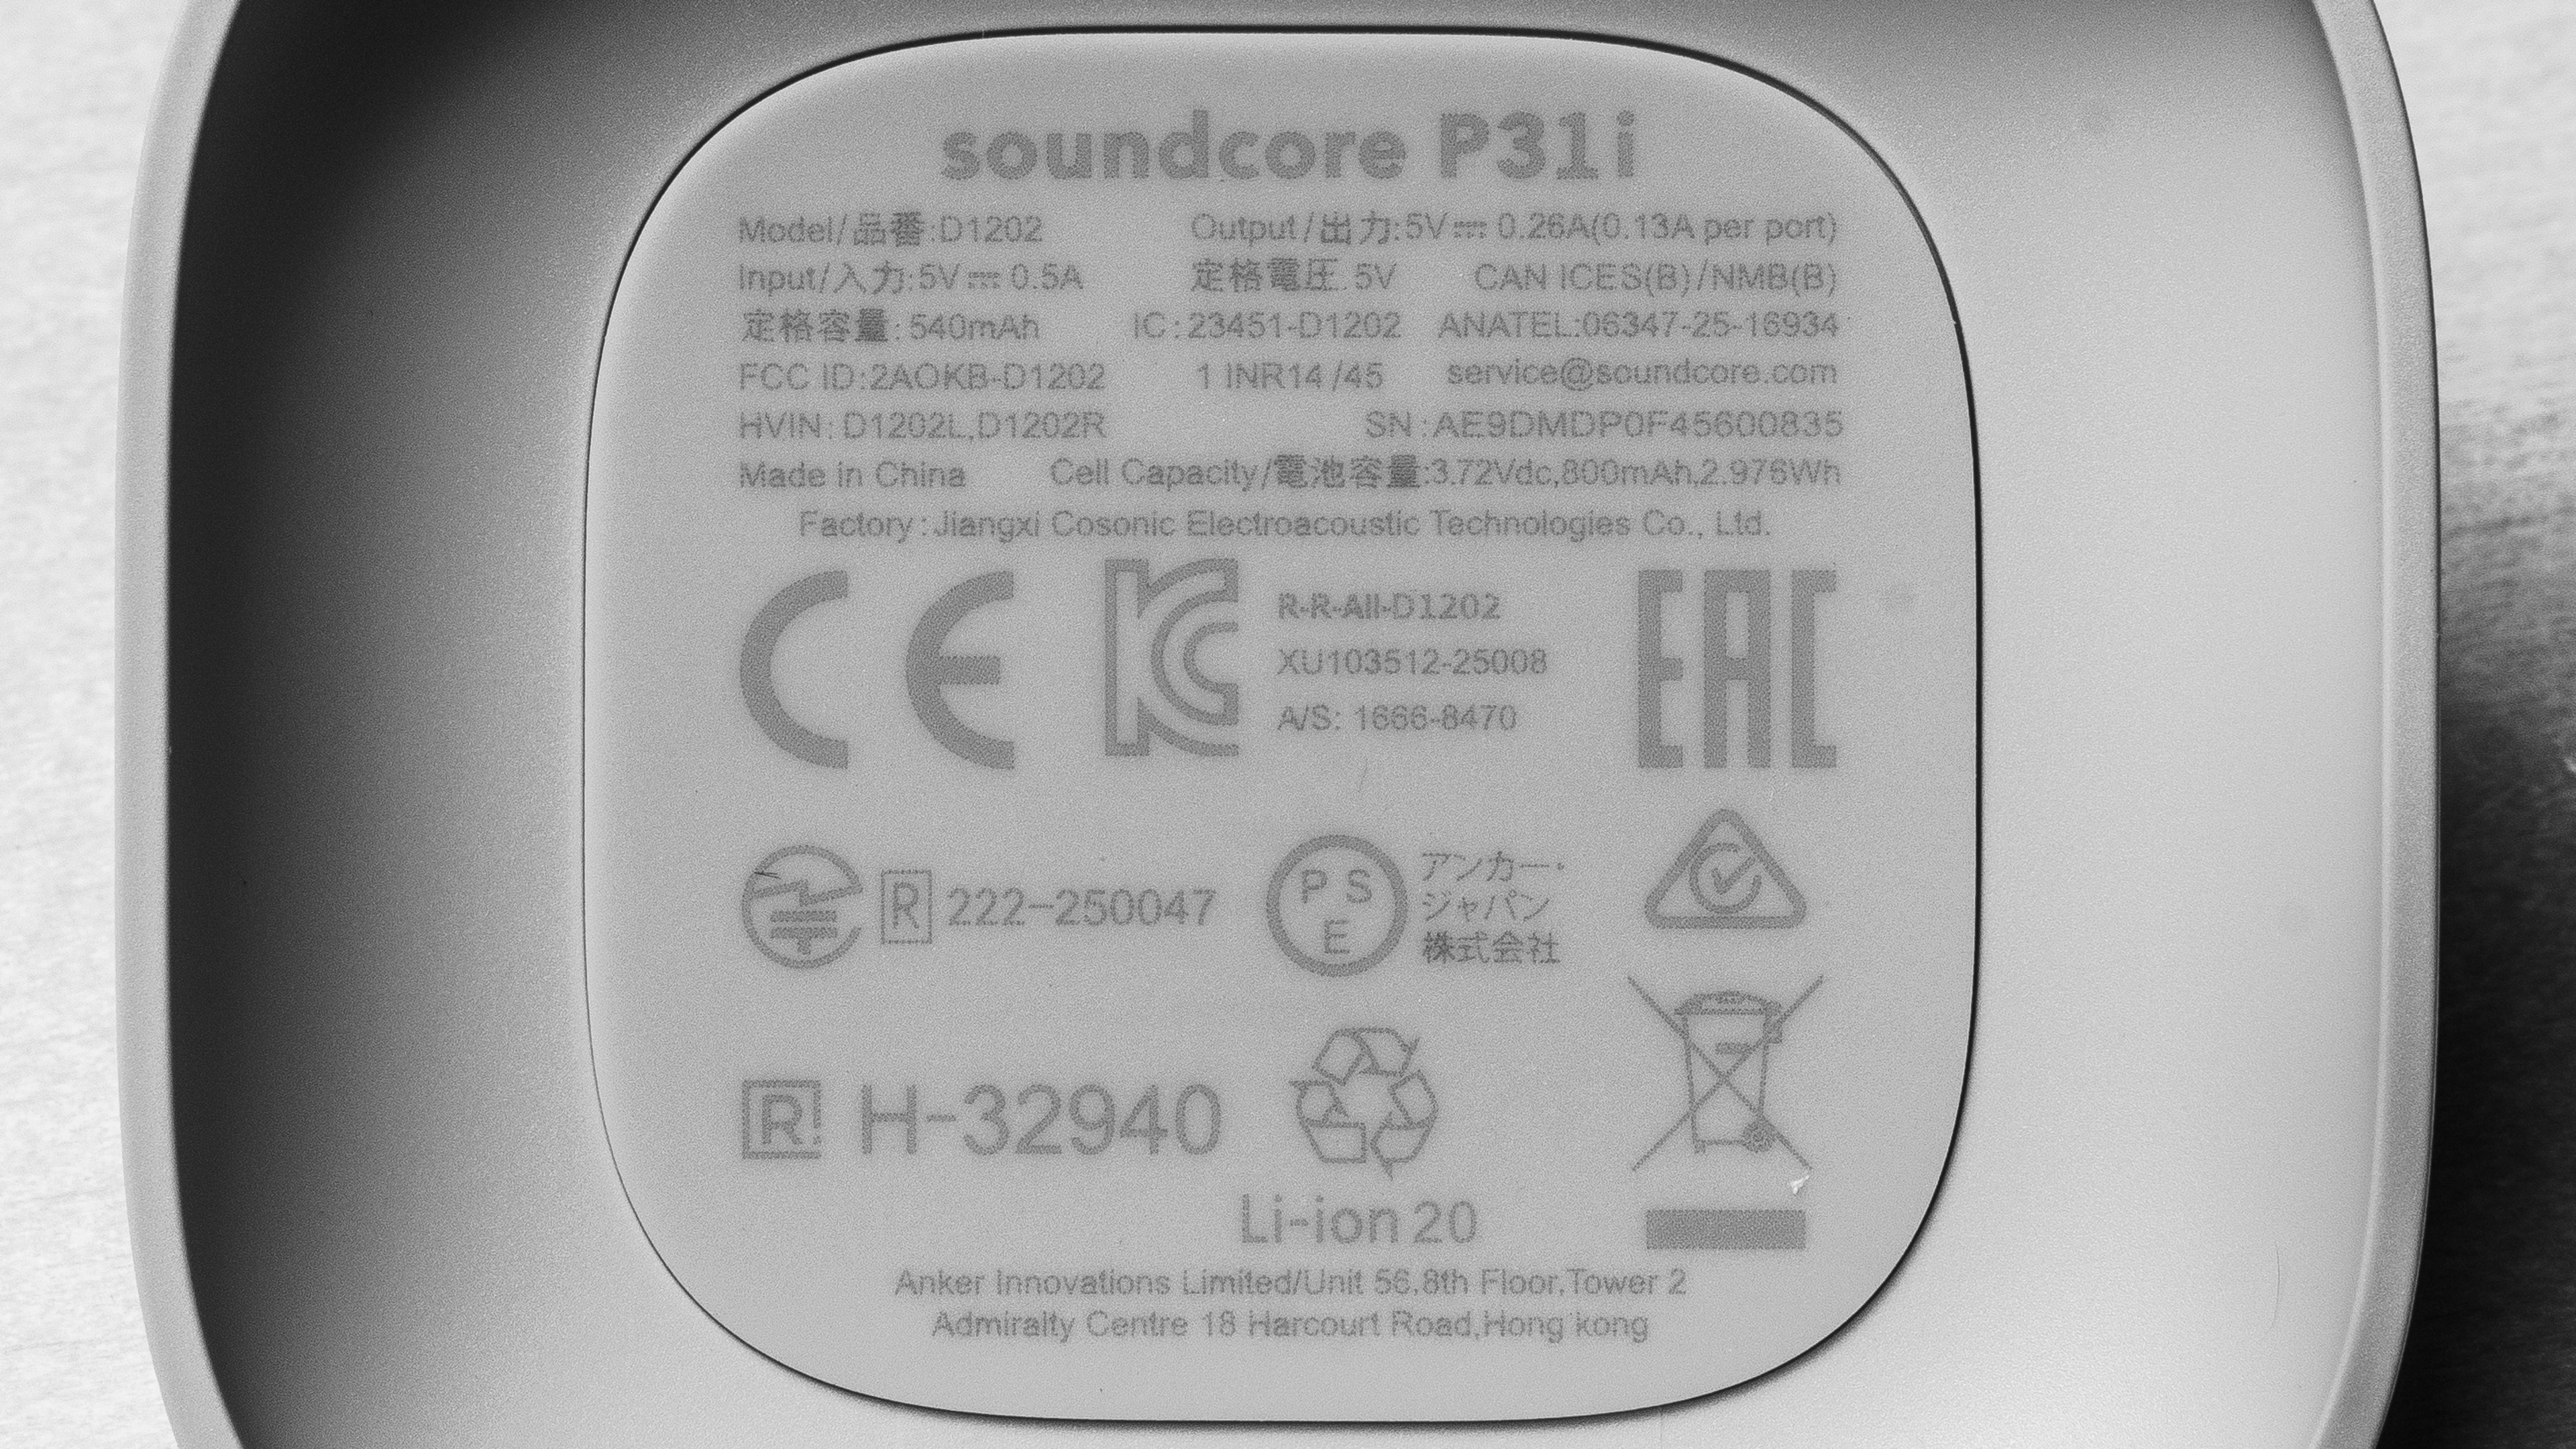 soundcore P31i
Model/品番:D1202 Output/出力:5V⎓0.26A(0.13A per port)
Input/入力:5V⎓0.5A 定格電圧:5V CAN ICES(B)/NMB(B)
定格容量:540mAh IC:23451-D1202 ANATEL:06347-25-16934
FCC ID:2AOKB-D1202 1 INR14/45 service@soundcore.com
HVIN:D1202L,D1202R SN:AE9DMDP0F45600835
Made in China Cell Capacity/電池容量:3.72Vdc,800mAh,2.976Wh
Factory:Jiangxi Cosonic Electroacoustic Technologies Co., Ltd.
CE KC EAC
R-R-All-D1202
XU103512-25008
A/S: 1666-8470
R 222-250047
PSE
アンカー・
ジャパン
株式会社
R! H-32940
Li-ion 20
Anker Innovations Limited/Unit 56,8th Floor,Tower 2
Admiralty Centre 18 Harcourt Road,Hong kong